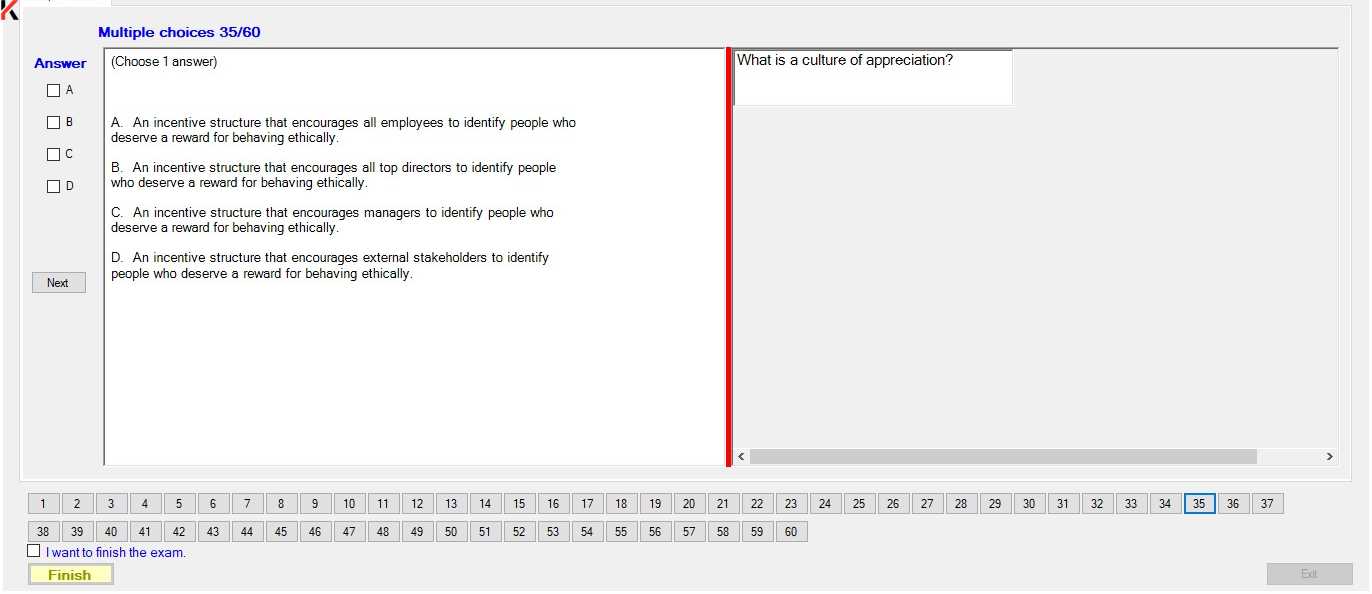 Multiple choices 35/60
Answer
A
B
C
D
Next
(Choose 1 answer)
A. An incentive structure that encourages all employees to identify people who
deserve a reward for behaving ethically.
B. An incentive structure that encourages all top directors to identify people
who deserve a reward for behaving ethically.
C. An incentive structure that encourages managers to identify people who
deserve a reward for behaving ethically.
D. An incentive structure that encourages external stakeholders to identify
people who deserve a reward for behaving ethically.
What is a culture of appreciation?
1 2 3 4 5 6 7 8 9 10 11 12 13 14 15 16 17 18 19 20 21 22 23 24 25 26 27 28 29 30 31 32 33 34 35 36 37
38 39 40 41 42 43 44 45 46 47 48 49 50 51 52 53 54 55 56 57 58 59 60
I want to finish the exam.
Finish
Exit